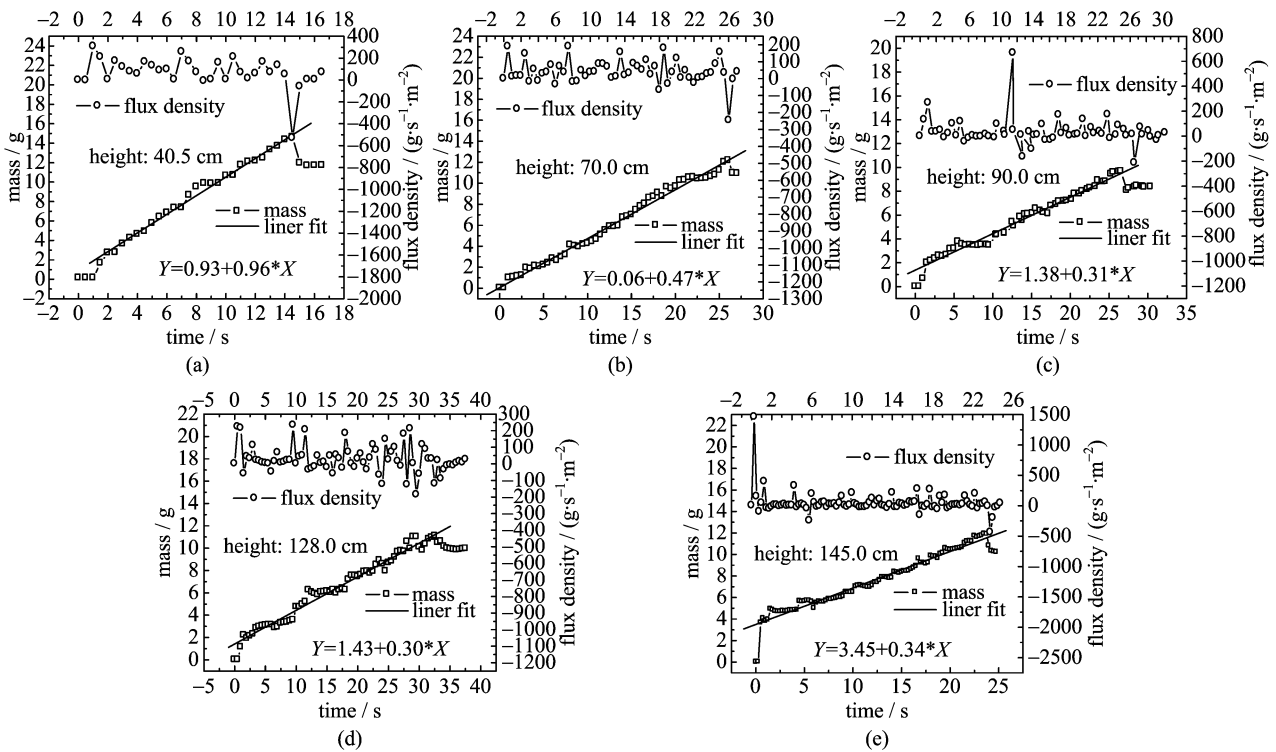 −2 0 2 4 6 8 10 12 14 16 18
24 22 20 18 16 14 12 10 8 6 4 2 0 −2
mass / g
400 200 0 −200 −400 −600 −800 −1000 −1200 −1400 −1600 −1800 −2000
flux density / (g·s⁻¹·m⁻²)
flux density
height: 40.5 cm
mass
liner fit
Y=0.93+0.96*X
−2 0 2 4 6 8 10 12 14 16 18
time / s
(a)
−2 2 6 10 14 18 22 26 30
24 22 20 18 16 14 12 10 8 6 4 2 0
mass / g
200 100 0 −100 −200 −300 −400 −500 −600 −700 −800 −900 −1000 −1100 −1200 −1300
flux density / (g·s⁻¹·m⁻²)
flux density
height: 70.0 cm
mass
liner fit
Y=0.06+0.47*X
−5 0 5 10 15 20 25 30
time / s
(b)
−2 2 6 10 14 18 22 26 30
20 18 16 14 12 10 8 6 4 2 0
mass / g
800 600 400 200 0 −200 −400 −600 −800 −1000 −1200
flux density / (g·s⁻¹·m⁻²)
flux density
height: 90.0 cm
mass
liner fit
Y=1.38+0.31*X
0 5 10 15 20 25 30 35
time / s
(c)
−5 0 5 10 15 20 25 30 35 40
22 20 18 16 14 12 10 8 6 4 2 0
mass / g
300 200 100 0 −100 −200 −300 −400 −500 −600 −700 −800 −900 −1000 −1100 −1200
flux density / (g·s⁻¹·m⁻²)
flux density
height: 128.0 cm
mass
liner fit
Y=1.43+0.30*X
−5 0 5 10 15 20 25 30 35 40
time / s
(d)
−2 2 6 10 14 18 22 26
22 20 18 16 14 12 10 8 6 4 2 0
mass / g
1500 1000 500 0 −500 −1000 −1500 −2000 −2500
flux density / (g·s⁻¹·m⁻²)
flux density
height: 145.0 cm
mass
liner fit
Y=3.45+0.34*X
0 5 10 15 20 25
time / s
(e)